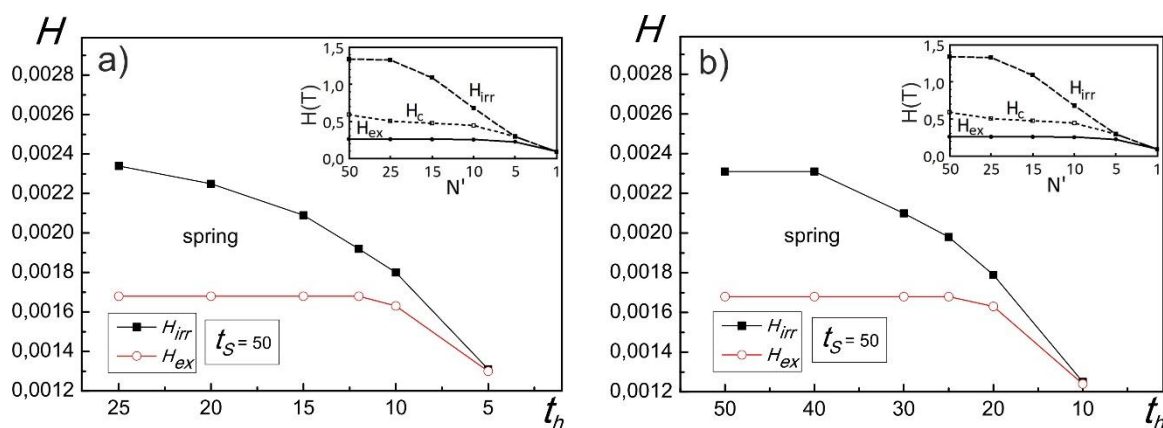 H
a)
0,0028
0,0026
0,0024
0,0022
0,0020
0,0018
0,0016
0,0014
0,0012
25
20
15
10
5
t_h
spring
H_irr
H_ex
t_S = 50
H(T)
1,5
1,0
0,5
0,0
H_irr
H_c
H_ex
50
25
15
10
5
1
N'
H
b)
0,0028
0,0026
0,0024
0,0022
0,0020
0,0018
0,0016
0,0014
0,0012
50
40
30
20
10
t_h
spring
H_irr
H_ex
t_S = 50
H(T)
1,5
1,0
0,5
0,0
H_irr
H_c
H_ex
50
25
15
10
5
1
N'